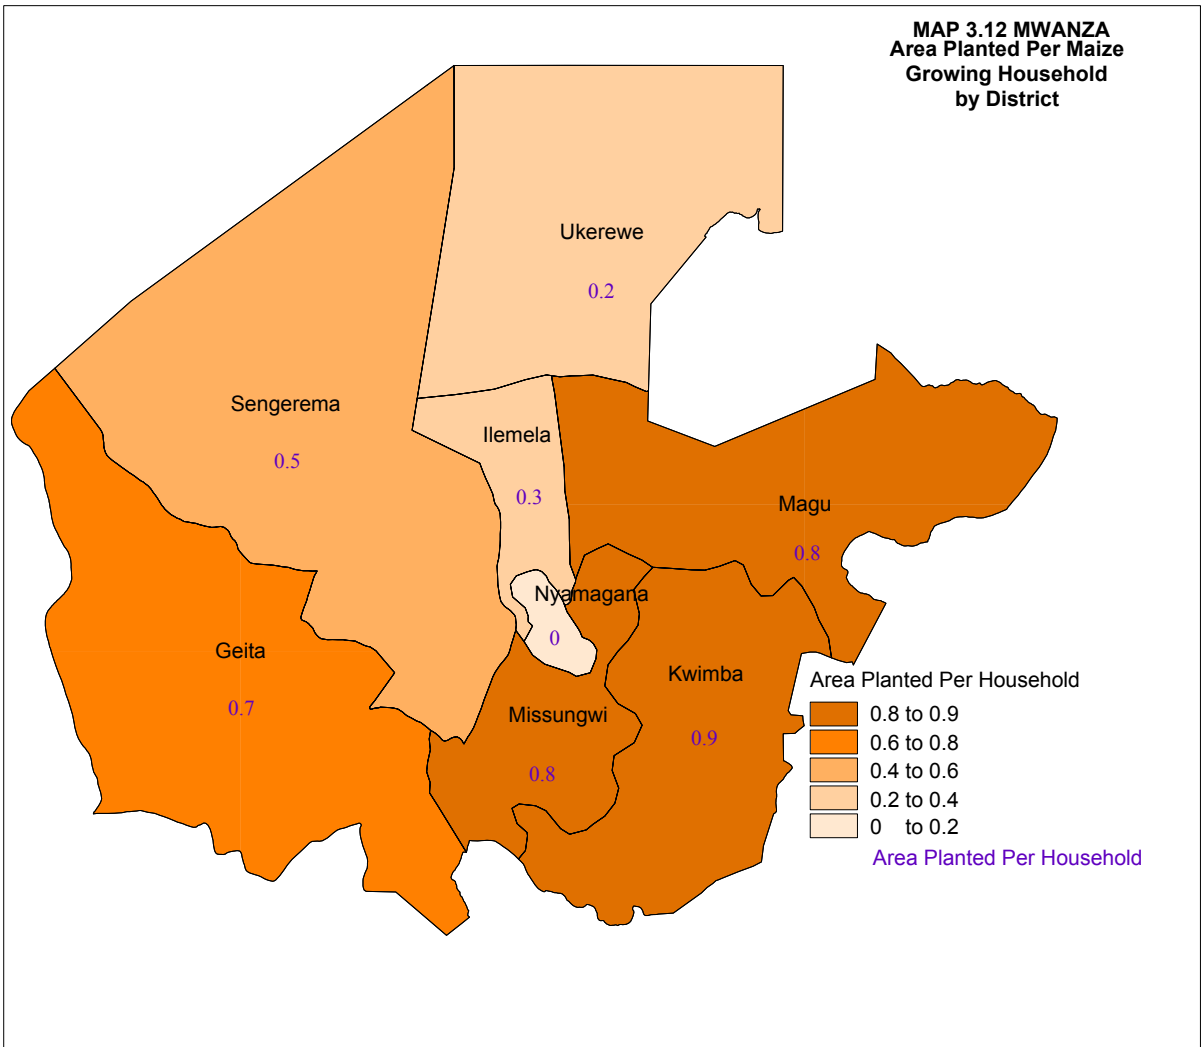 MAP 3.12 MWANZA
Area Planted Per Maize
Growing Household
by District
Ukerewe
0.2
Sengerema
0.5
Ilemela
0.3
Magu
0.8
Nyamagana
0
Geita
0.7
Kwimba
0.9
Missungwi
0.8
Area Planted Per Household
0.8 to 0.9
0.6 to 0.8
0.4 to 0.6
0.2 to 0.4
0 to 0.2
Area Planted Per Household